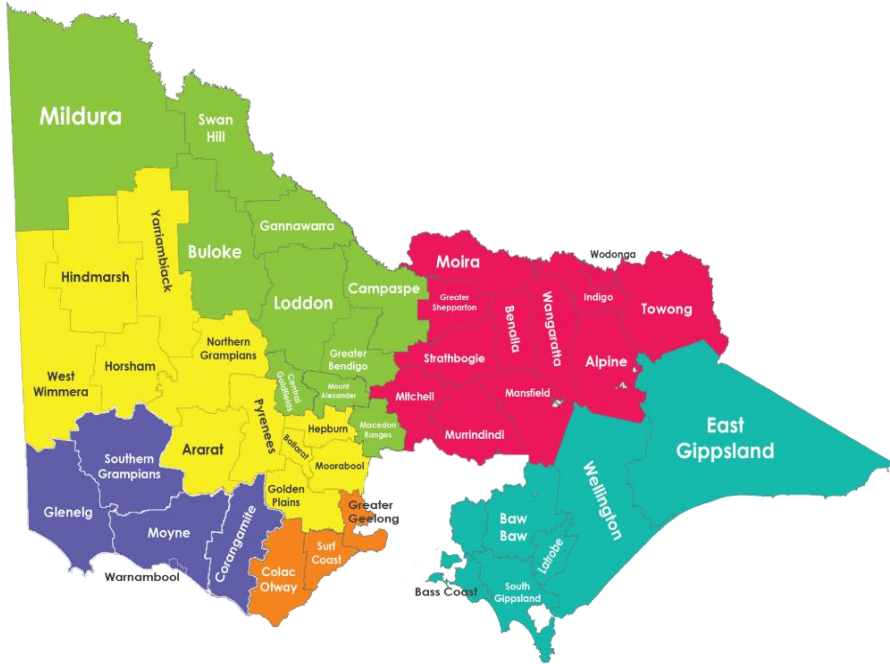 Mildura
Swan
Hill
Gannawarra
Buloke
Yarriambiack
Hindmarsh
Loddon
Campaspe
Moira
Wodonga
Greater
Shepparton
Benalla
Wangaratta
Indigo
Towong
Northern
Grampians
Greater
Bendigo
Strathbogie
Alpine
West
Wimmera
Horsham
Central
Goldfields
Mount
Alexander
Mitchell
Mansfield
Pyrenees
Hepburn
Macedon
Ranges
Murrindindi
East
Gippsland
Ararat
Ballarat
Moorabool
Southern
Grampians
Wellington
Golden
Plains
Greater
Geelong
Glenelg
Moyne
Corangamite
Baw
Baw
Latrobe
Surf
Coast
Colac
Otway
Warnambool
Bass Coast
South
Gippsland